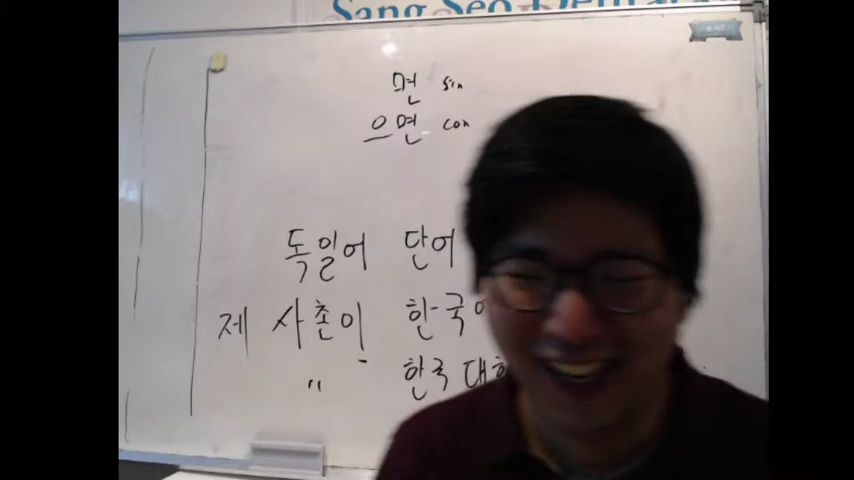 Sang Seo
면 sin
으면 con
독일어 단어
제 사촌이 한국
" 한국